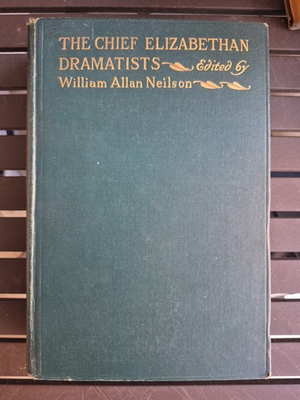 THE CHIEF ELIZABETHAN
DRAMATISTS Edited by
William Allan Neilson